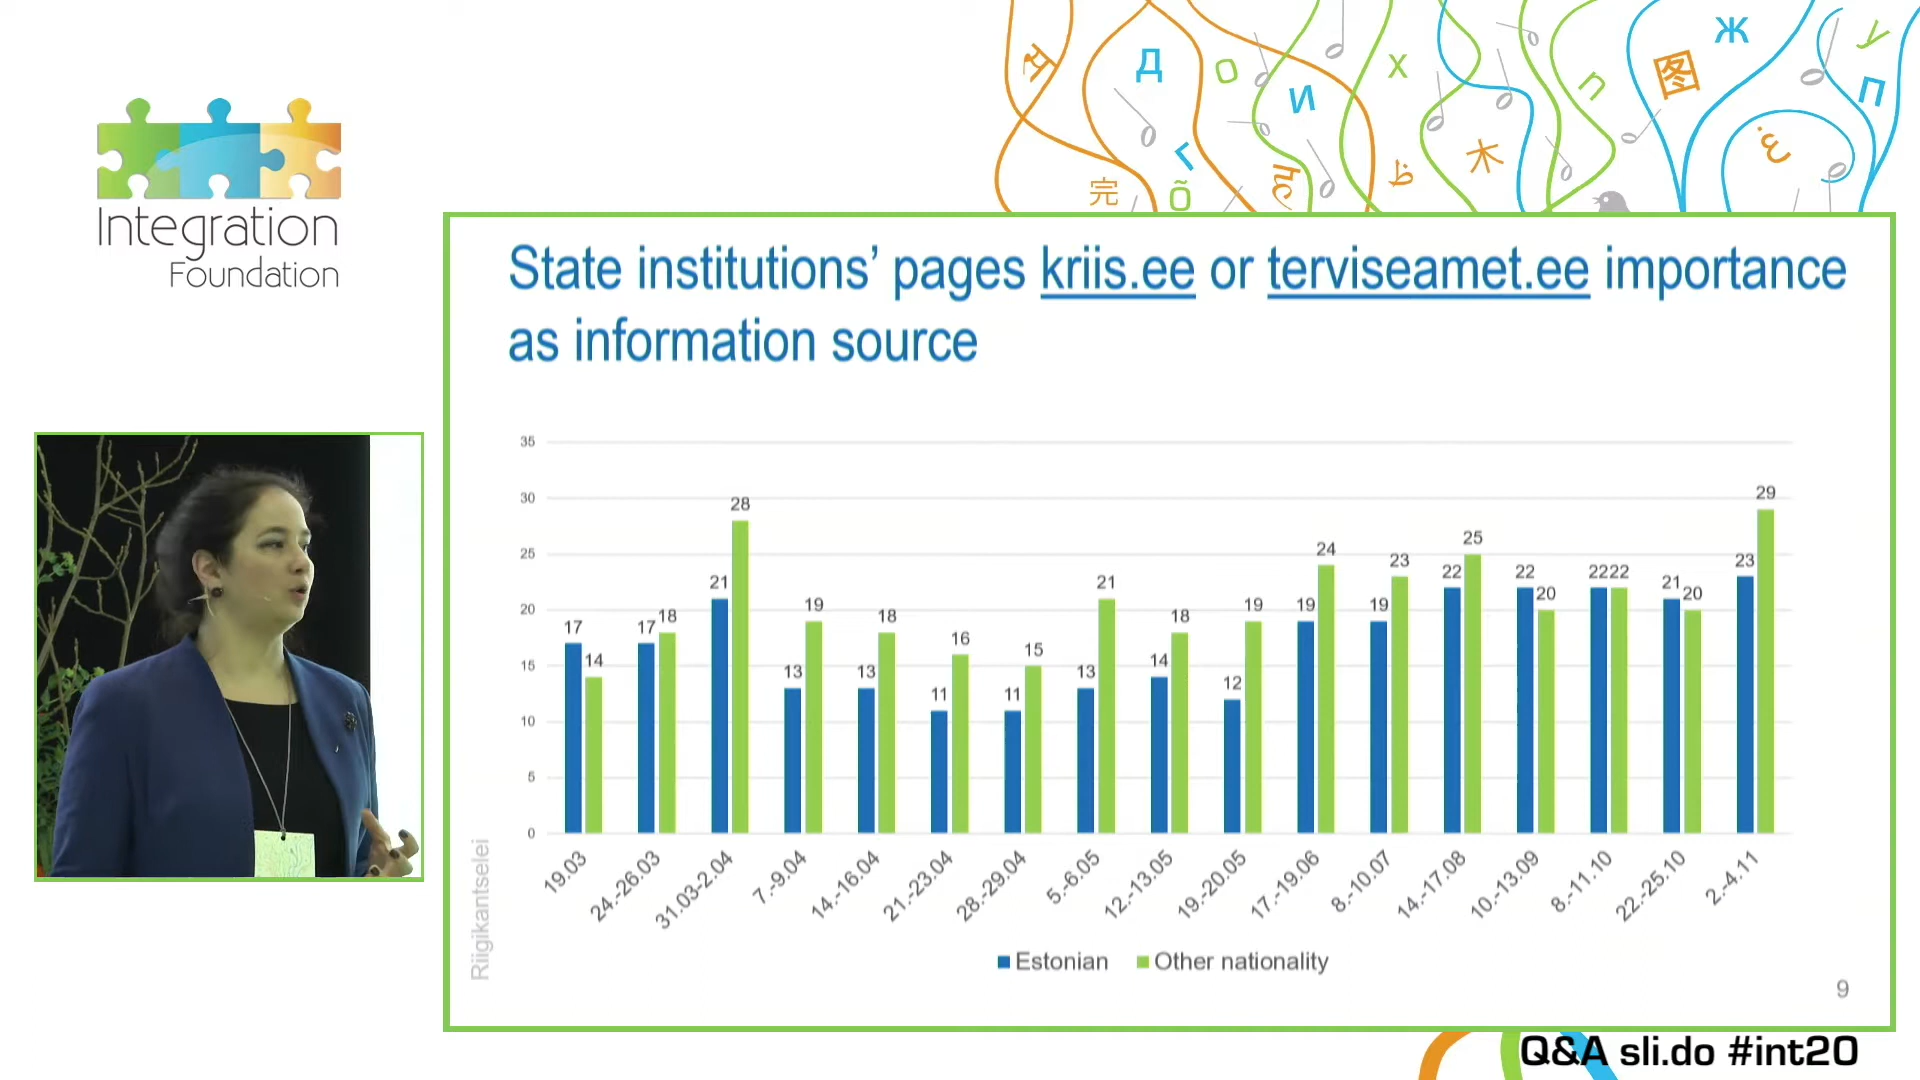 Integration
Foundation
Д
О
И
Х
Ж
У
П
图
木
完
Õ
State institutions’ pages kriis.ee or terviseamet.ee importance
as information source
35
30
25
20
15
10
5
0
17 14
17 18
21 28
13 19
13 18
11 16
11 15
13 21
14 18
12 19
19 24
19 23
22 25
22 20
22 22
21 20
23 29
19.03
24.-26.03
31.03-2.04
7.-9.04
14.-16.04
21.-23.04
28.-29.04
5.-6.05
12.-13.05
19.-20.05
17.-19.06
8.-10.07
14.-17.08
10.-13.09
8.-11.10
22.-25.10
2.-4.11
Estonian Other nationality
Riigikantselei
9
Q&A sli.do #int20